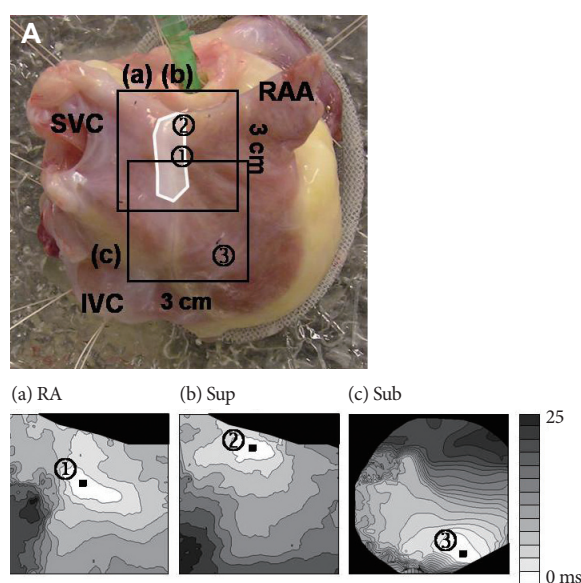 A
(a) (b)
RAA
SVC
②
①
3 cm
(c)
③
IVC
3 cm
(a) RA
(b) Sup
(c) Sub
①
②
③
25
0 ms